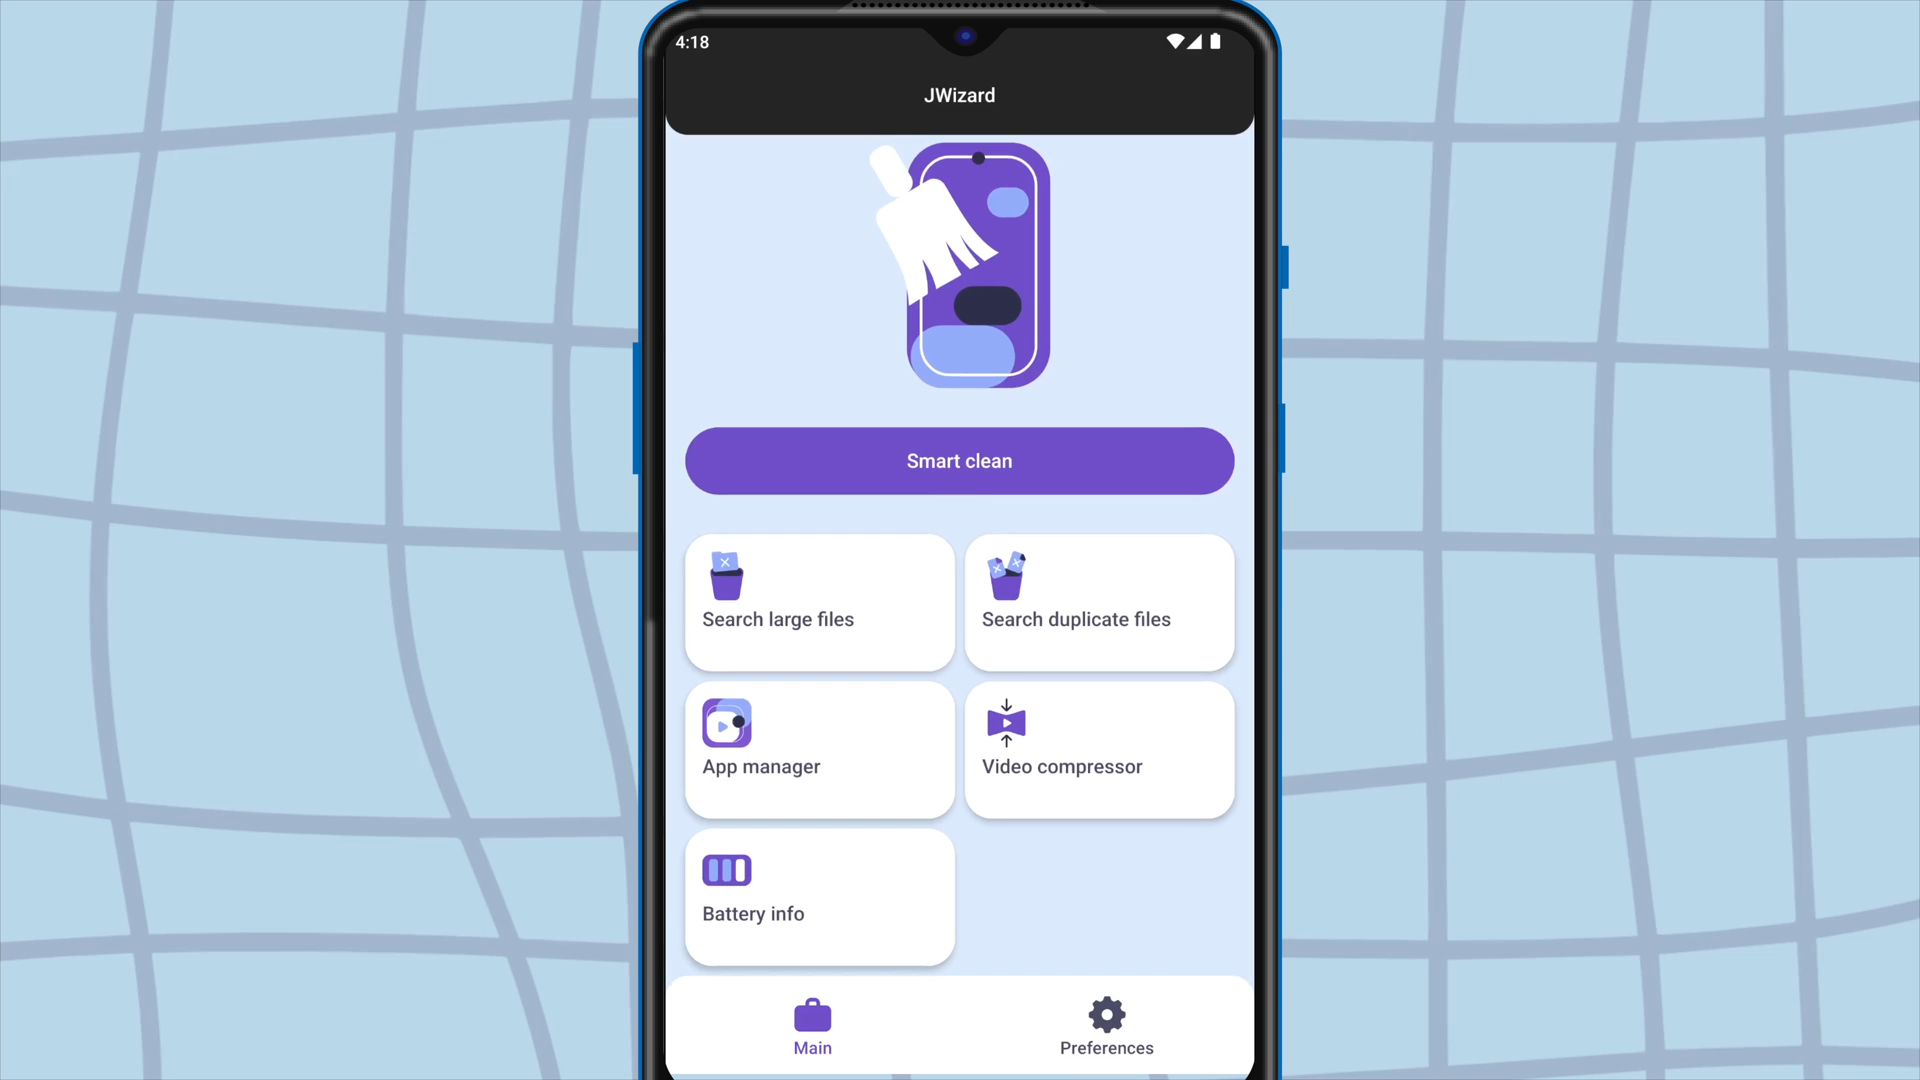 4:18
JWizard
Smart clean
Search large files
Search duplicate files
App manager
Video compressor
Battery info
Main
Preferences